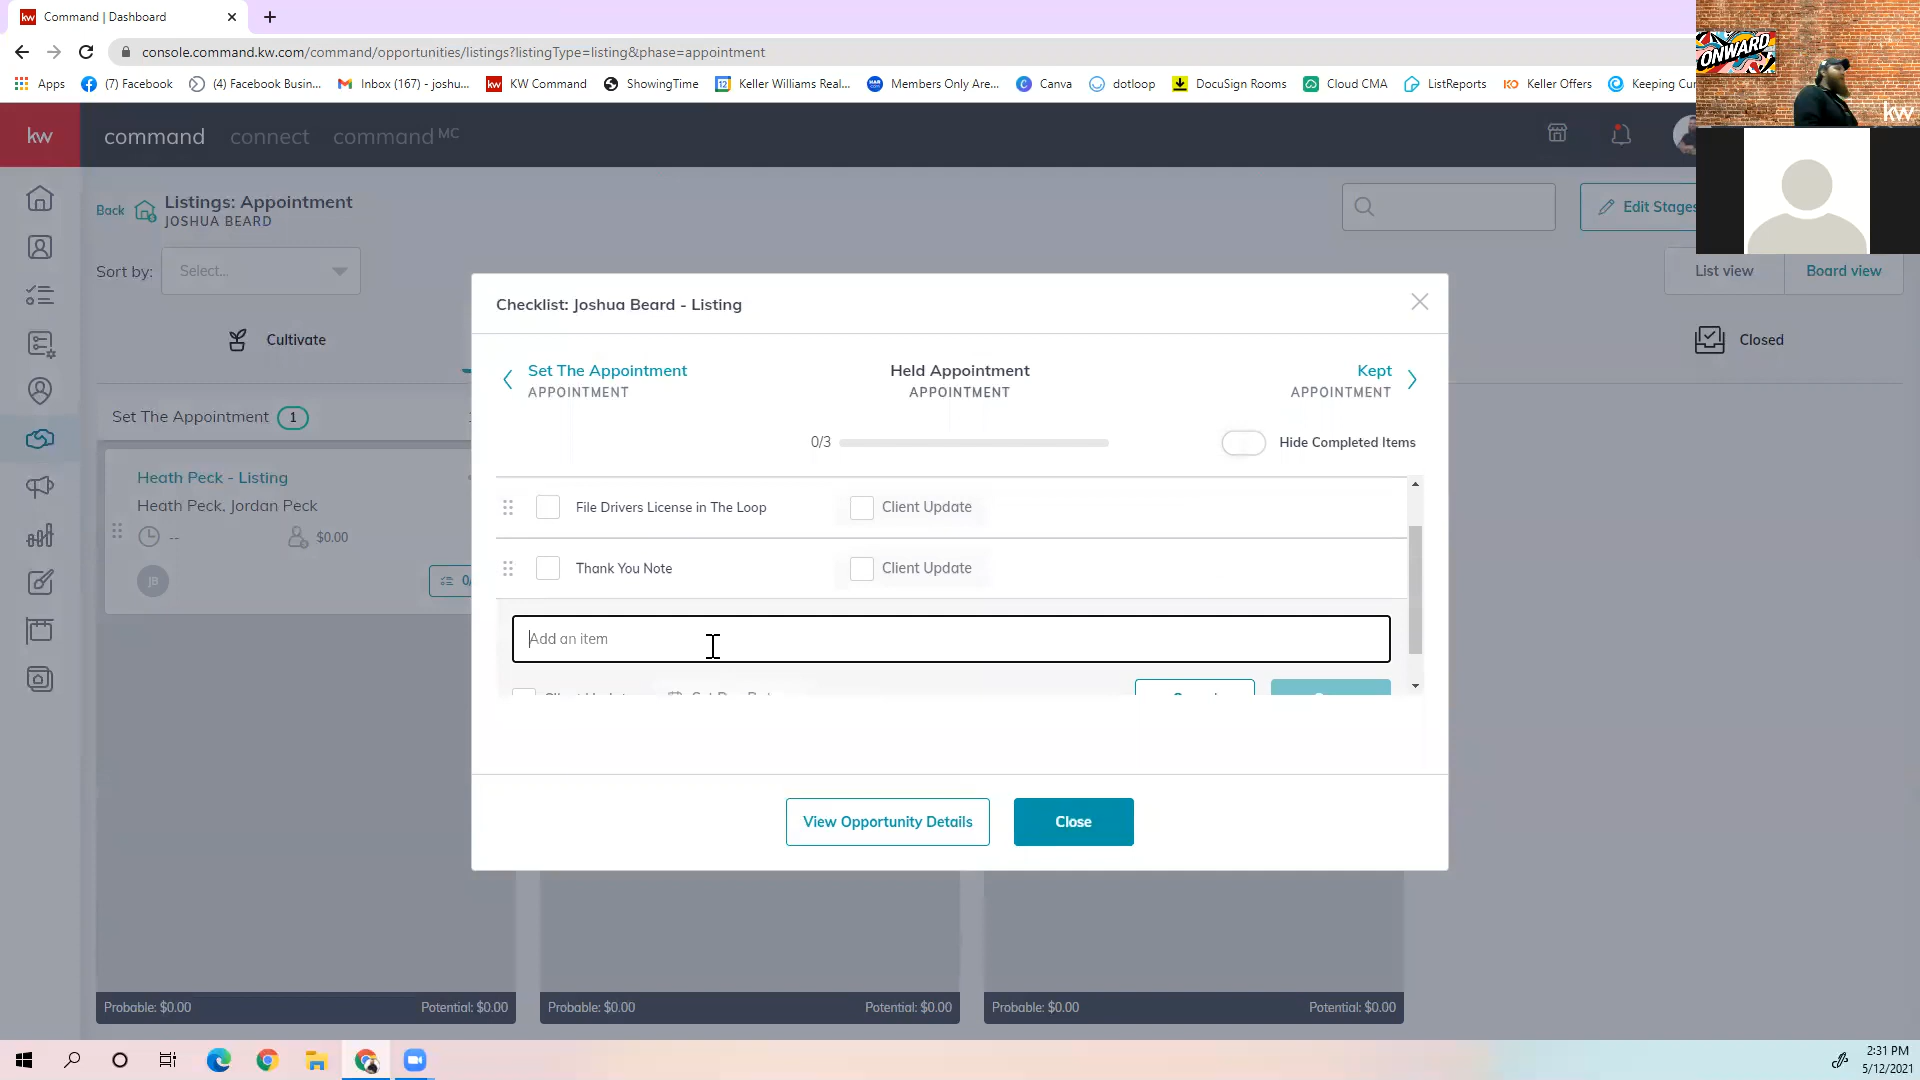 kw Command | Dashboard
console.command.kw.com/command/opportunities/listings?listingType=listing&phase=appointment
Apps (7) Facebook (4) Facebook Busin... Inbox (167) - joshu... KW Command ShowingTime Keller Williams Real... Members Only Are... Canva dotloop DocuSign Rooms Cloud CMA ListReports Keller Offers Keeping Cur
ONWARD
kw
kw command connect command MC
Back Listings: Appointment
JOSHUA BEARD
Edit Stages
Sort by: Select...
List view Board view
Cultivate
Closed
Set The Appointment 1
Heath Peck - Listing
Heath Peck, Jordan Peck
-- $0.00
JB
Checklist: Joshua Beard - Listing
Set The Appointment Held Appointment Kept
APPOINTMENT APPOINTMENT APPOINTMENT
0/3 Hide Completed Items
File Drivers License in The Loop Client Update
Thank You Note Client Update
Add an item
View Opportunity Details Close
Probable: $0.00 Potential: $0.00 Probable: $0.00 Potential: $0.00 Probable: $0.00 Potential: $0.00
2:31 PM
5/12/2021